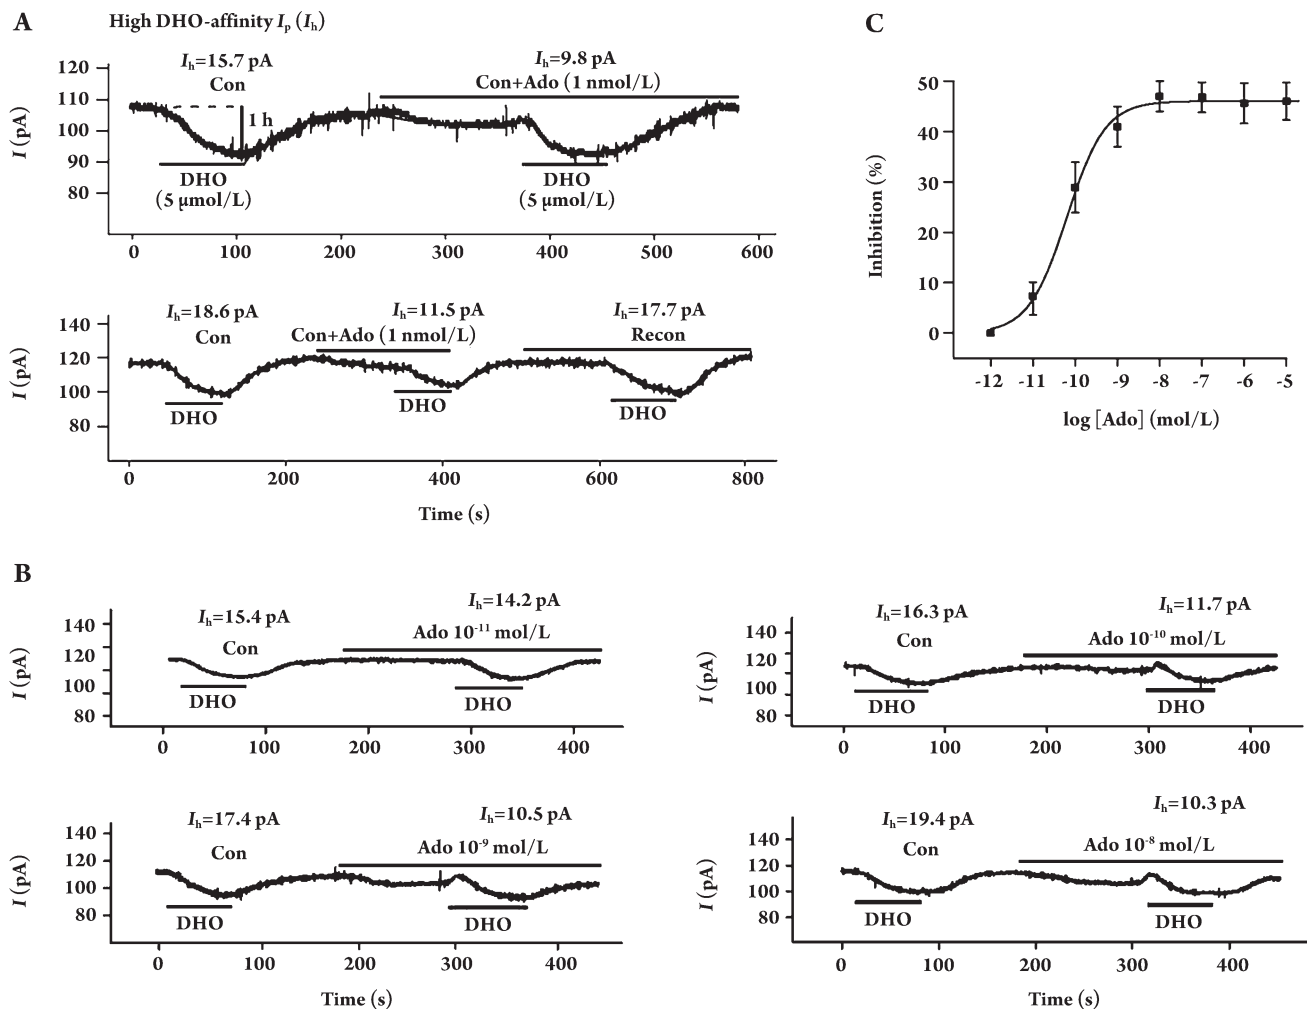 A
High DHO-affinity Ip (Ih)
Ih=15.7 pA
Con
Ih=9.8 pA
Con+Ado (1 nmol/L)
120
110
100
90
80
I (pA)
1 h
DHO
(5 μmol/L)
DHO
(5 μmol/L)
0 100 200 300 400 500 600
Ih=18.6 pA
Con
Ih=11.5 pA
Con+Ado (1 nmol/L)
Ih=17.7 pA
Recon
140
120
100
80
I (pA)
DHO
DHO
DHO
0 200 400 600 800
Time (s)
C
50
40
30
20
10
0
Inhibition (%)
-12 -11 -10 -9 -8 -7 -6 -5
log [Ado] (mol/L)
B
Ih=15.4 pA
Con
Ih=14.2 pA
Ado 10-11 mol/L
140
120
100
80
I (pA)
DHO
DHO
0 100 200 300 400
Ih=16.3 pA
Con
Ih=11.7 pA
Ado 10-10 mol/L
140
120
100
80
I (pA)
DHO
DHO
0 100 200 300 400
Ih=17.4 pA
Con
Ih=10.5 pA
Ado 10-9 mol/L
140
120
100
80
I (pA)
DHO
DHO
0 100 200 300 400
Time (s)
Ih=19.4 pA
Con
Ih=10.3 pA
Ado 10-8 mol/L
140
120
100
80
I (pA)
DHO
DHO
0 100 200 300 400
Time (s)